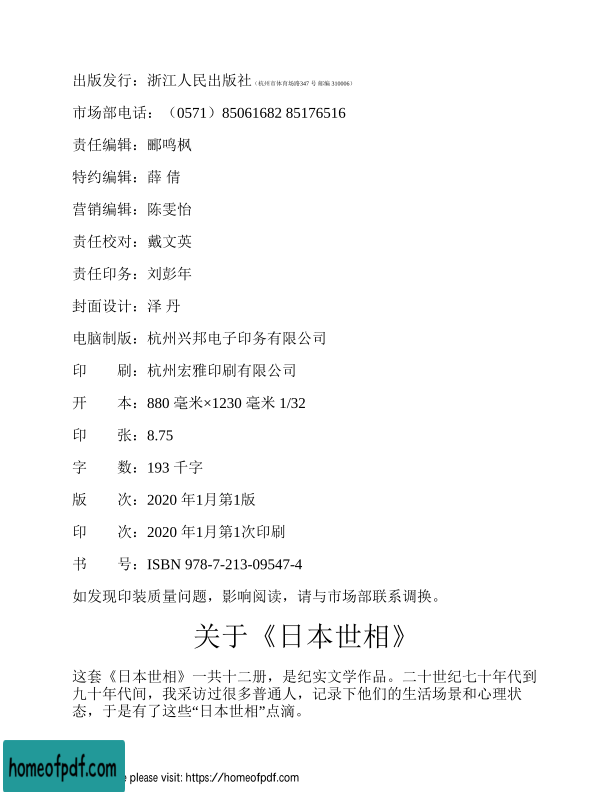 出版发行：浙江人民出版社（杭州市体育场路347 号 邮编 310006）
市场部电话：（0571）85061682 85176516
责任编辑：郦鸣枫
特约编辑：薛 倩
营销编辑：陈雯怡
责任校对：戴文英
责任印务：刘彭年
封面设计：泽 丹
电脑制版：杭州兴邦电子印务有限公司
印　　刷：杭州宏雅印刷有限公司
开　　本：880 毫米×1230 毫米 1/32
印　　张：8.75
字　　数：193 千字
版　　次：2020 年1月第1版
印　　次：2020 年1月第1次印刷
书　　号：ISBN 978-7-213-09547-4
如发现印装质量问题，影响阅读，请与市场部联系调换。
关于《日本世相》
这套《日本世相》一共十二册，是纪实文学作品。二十世纪七十年代到
九十年代间，我采访过很多普通人，记录下他们的生活场景和心理状
态，于是有了这些“日本世相”点滴。
homeofpdf.com
please visit: https://homeofpdf.com